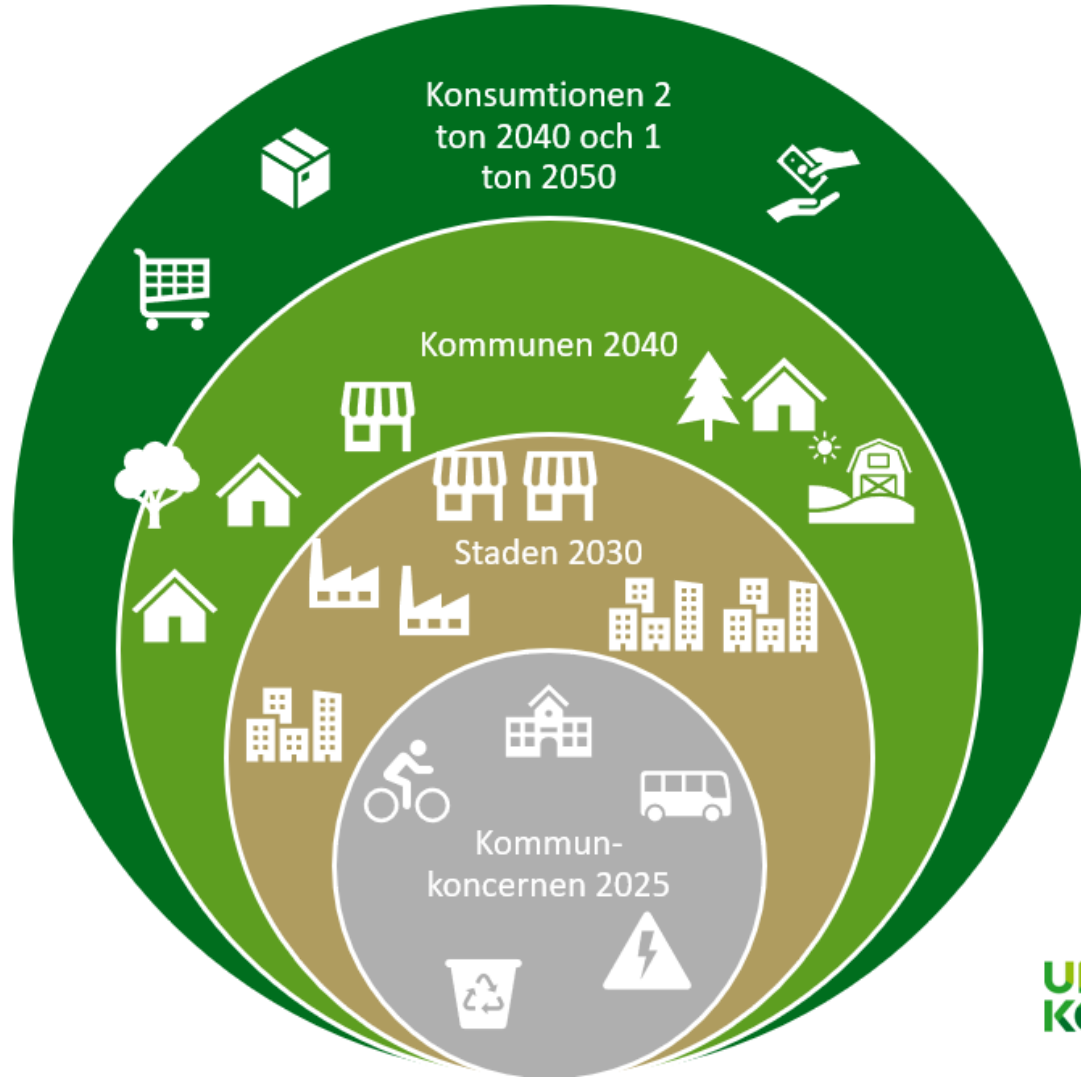 Konsumtionen 2
ton 2040 och 1
ton 2050
Kommunen 2040
Staden 2030
Kommun-
koncernen 2025